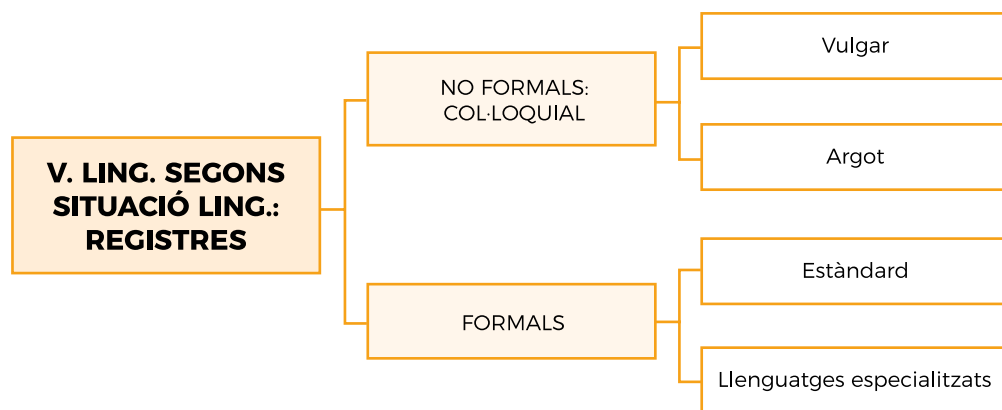 V. LING. SEGONS
SITUACIÓ LING.:
REGISTRES
NO FORMALS:
COL·LOQUIAL
Vulgar
Argot
FORMALS
Estàndard
Llenguatges especialitzats